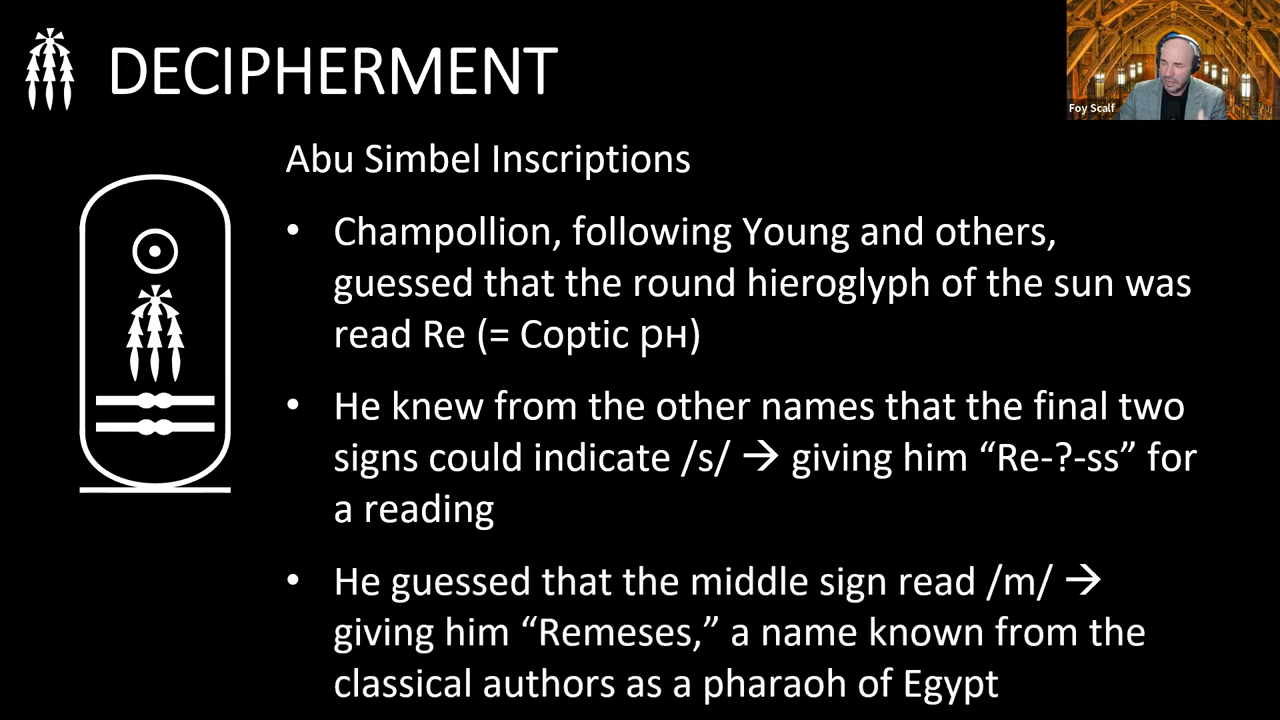 DECIPHERMENT
Foy Scalf
Abu Simbel Inscriptions
• Champollion, following Young and others,
guessed that the round hieroglyph of the sun was
read Re (= Coptic ⲣⲏ)
• He knew from the other names that the final two
signs could indicate /s/ → giving him “Re-?-ss” for
a reading
• He guessed that the middle sign read /m/ →
giving him “Remeses,” a name known from the
classical authors as a pharaoh of Egypt
𓇳
𓄟
𓋴
𓋴